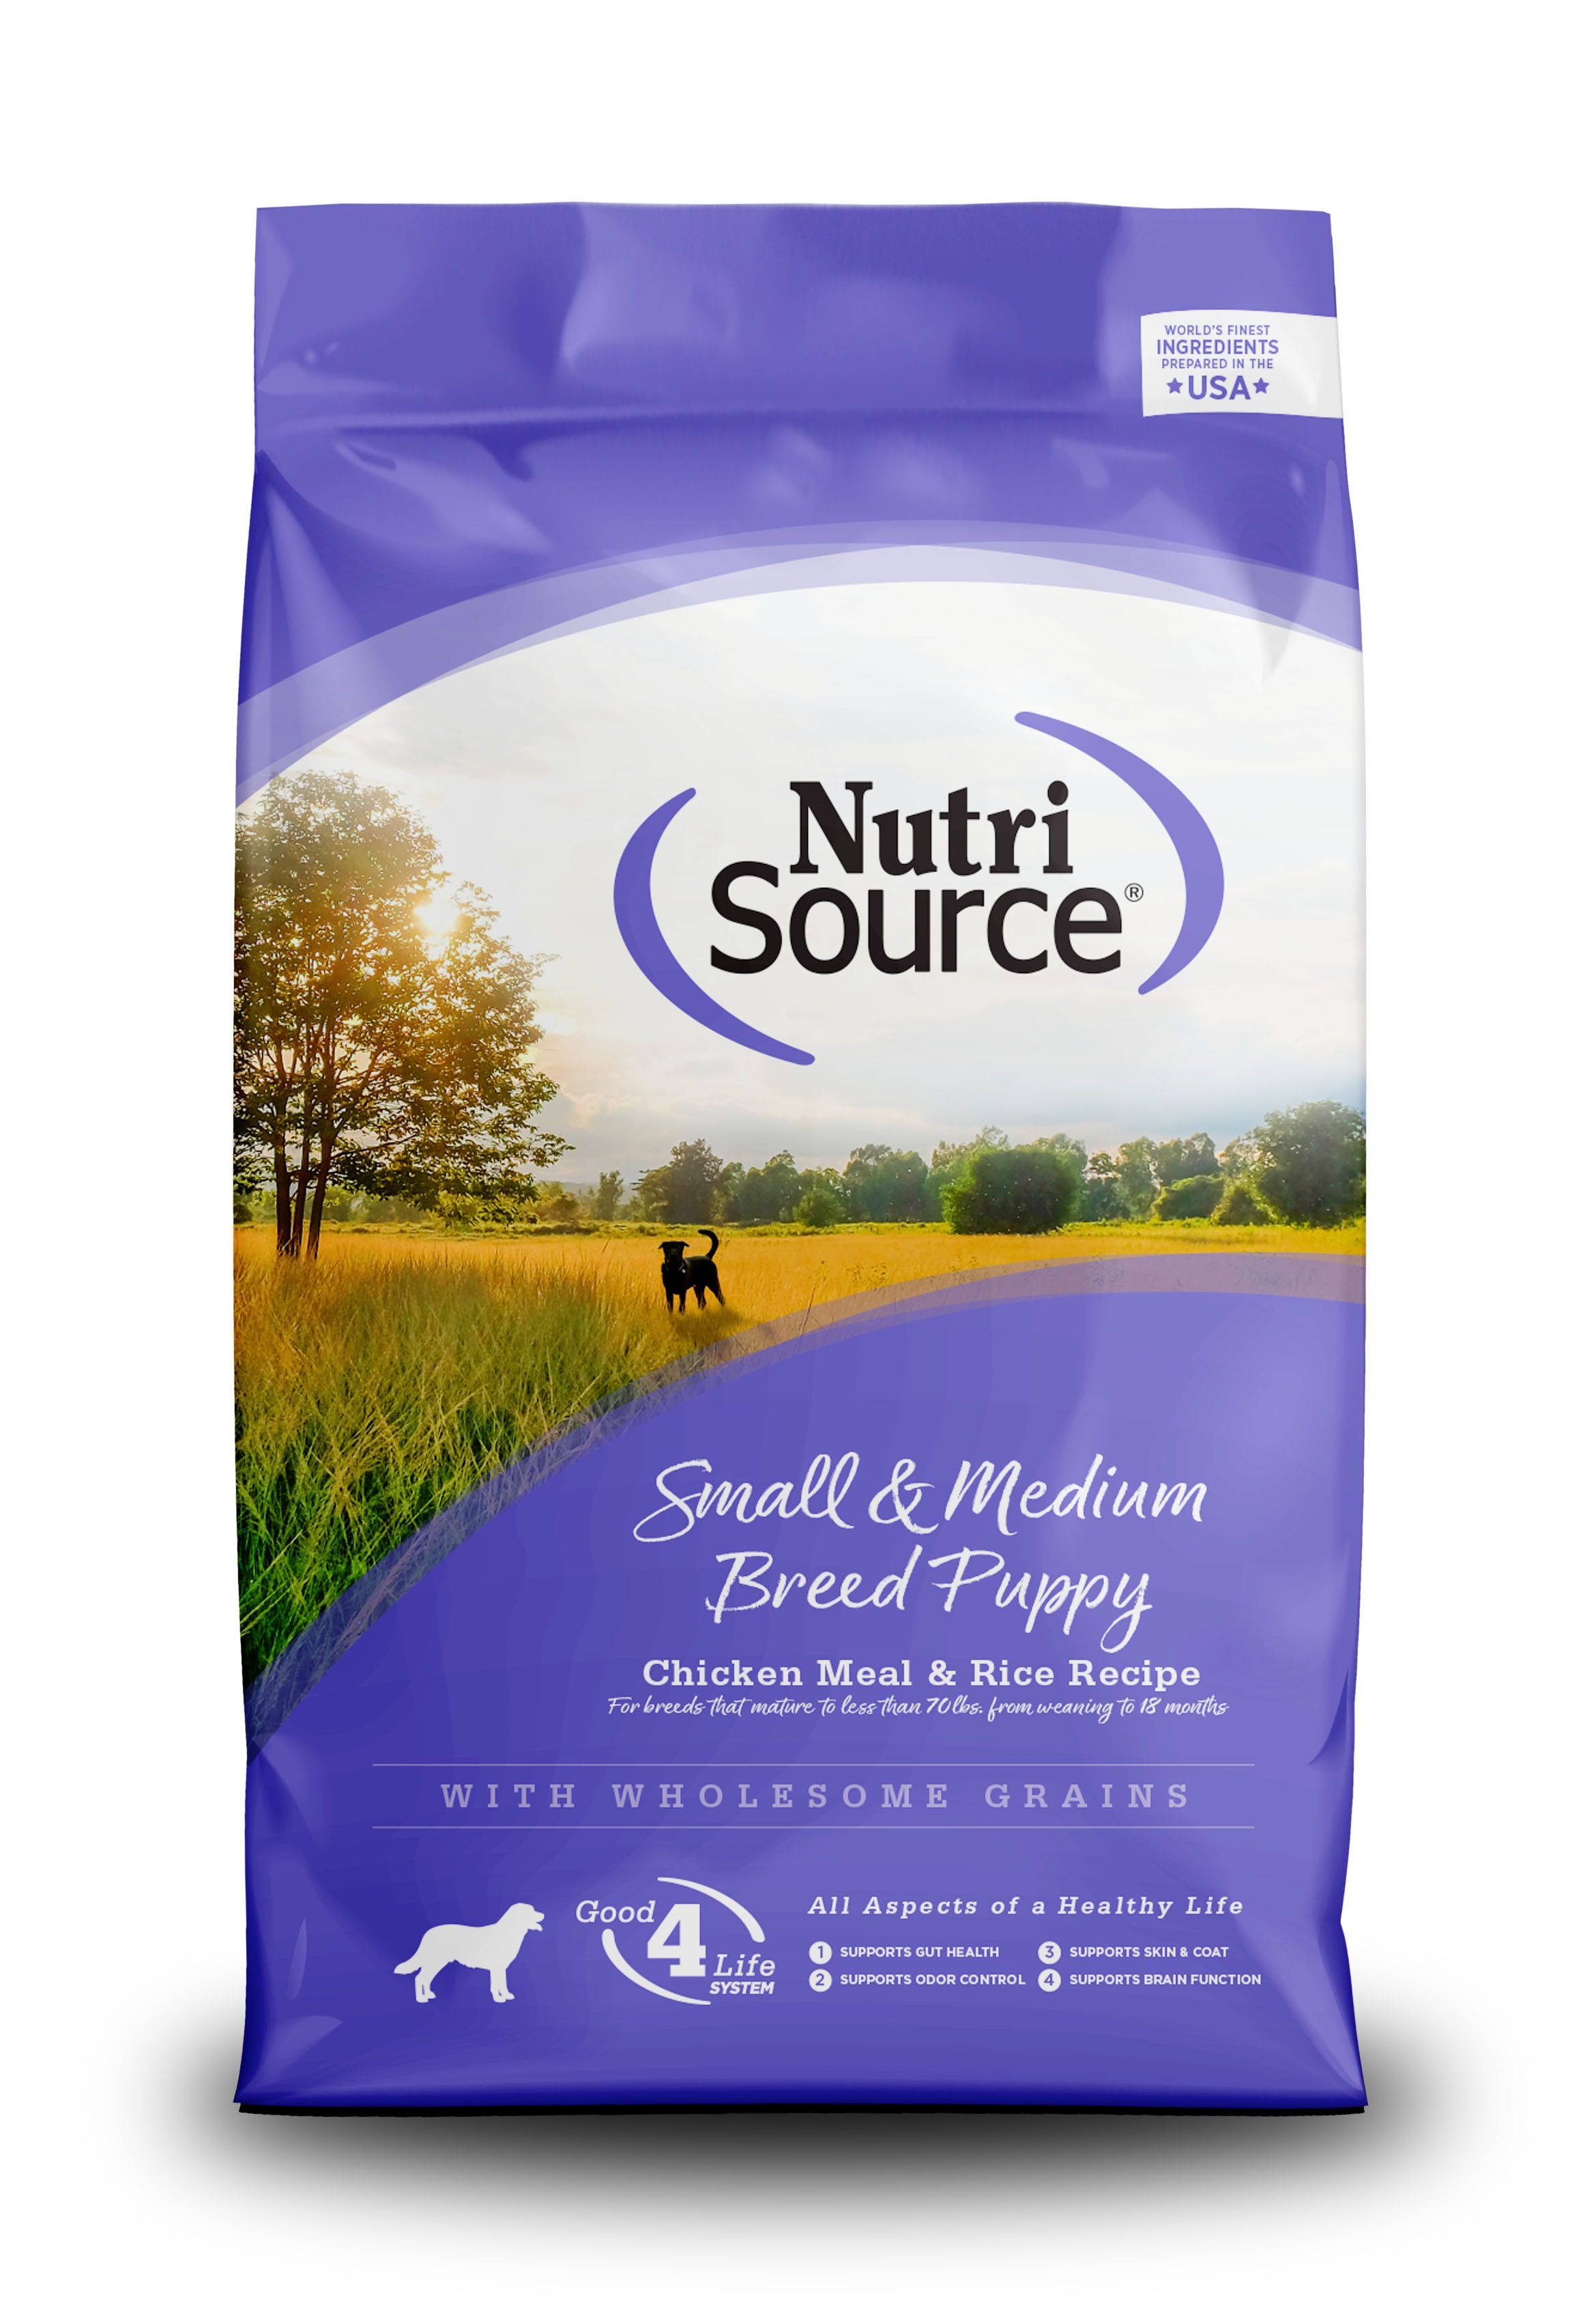 WORLD'S FINEST
INGREDIENTS
PREPARED IN THE
★USA★
Nutri
Source®
Small & Medium
Breed Puppy
Chicken Meal & Rice Recipe
For breeds that mature to less than 70 lbs. from weaning to 18 months
WITH WHOLESOME GRAINS
Good 4 Life
SYSTEM
All Aspects of a Healthy Life
1 SUPPORTS GUT HEALTH
2 SUPPORTS ODOR CONTROL
3 SUPPORTS SKIN & COAT
4 SUPPORTS BRAIN FUNCTION